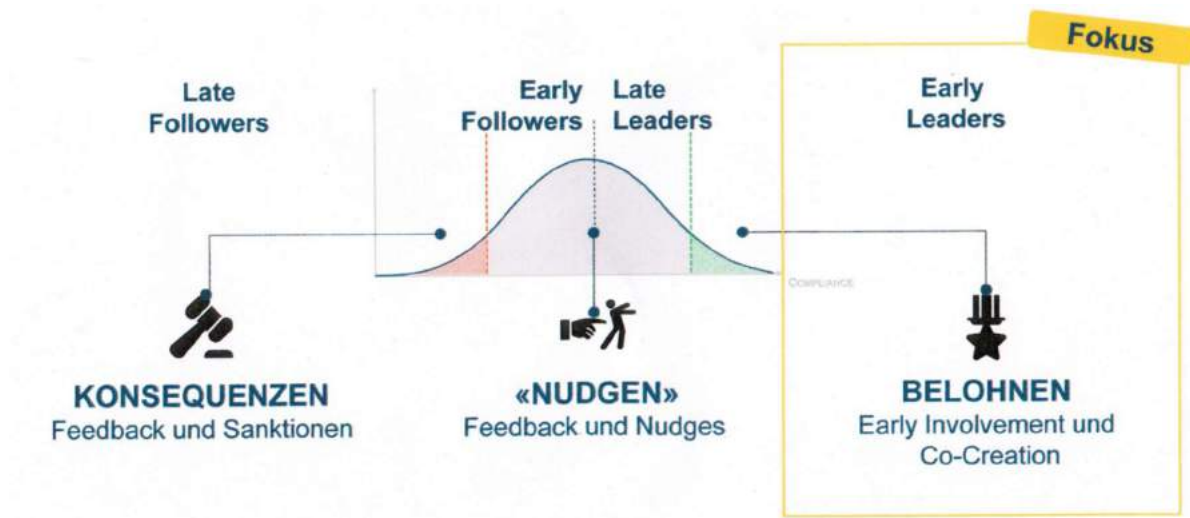 Fokus
Late
Followers
Early
Followers
Late
Leaders
Early
Leaders
COMPLIANCE
KONSEQUENZEN
Feedback und Sanktionen
«NUDGEN»
Feedback und Nudges
BELOHNEN
Early Involvement und
Co-Creation